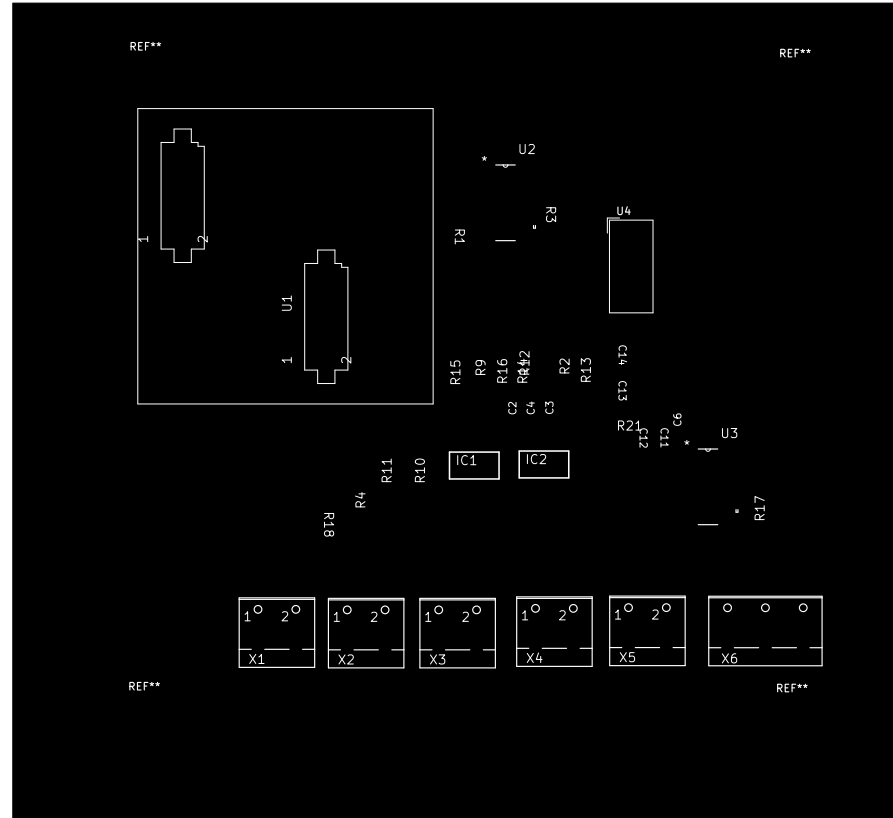 REF**
REF**
*
U2
R3
U4
R1
1
2
U1
1
2
C14
R15
R9
R16
R12
R2
R13
C13
C2
C4
C3
R21
C9
C12
C11
*
U3
R11
R10
IC1
IC2
R4
R17
R18
1 2
X1
1 2
X2
1 2
X3
1 2
X4
1 2
X5
X6
REF**
REF**